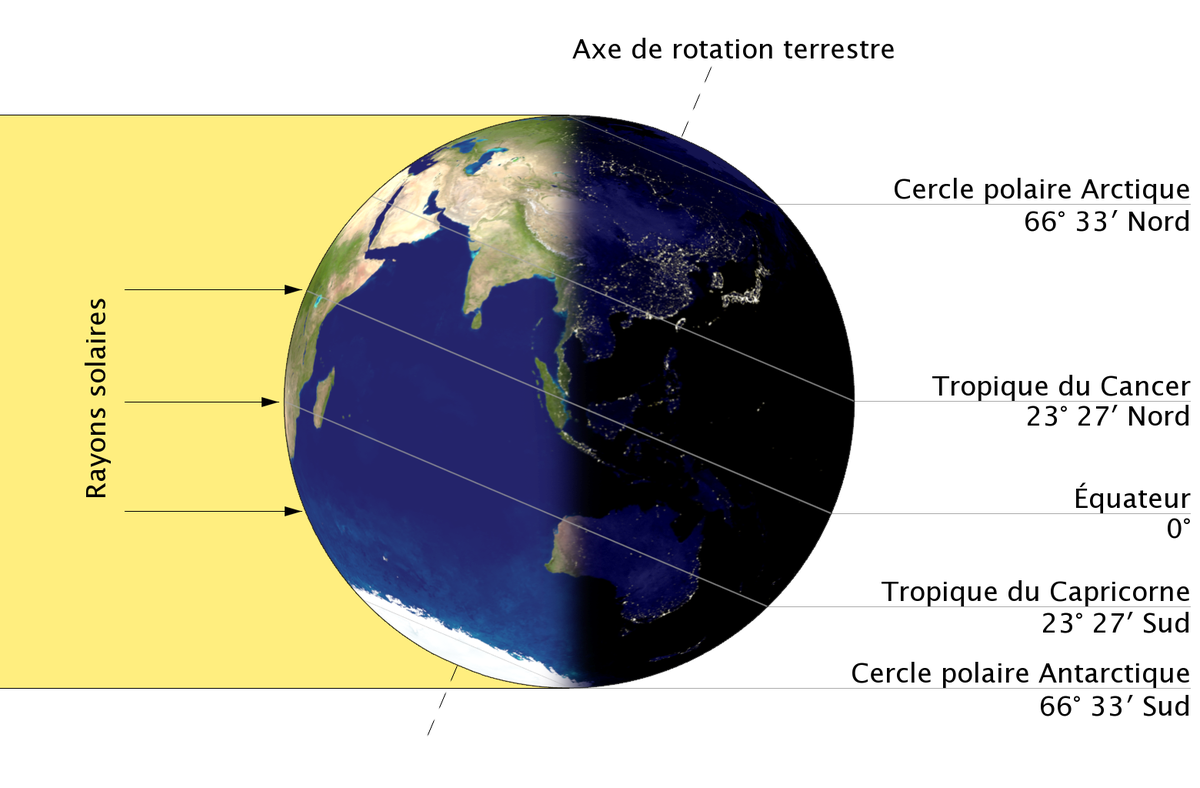 Axe de rotation terrestre
Cercle polaire Arctique
66° 33′ Nord
Rayons solaires
Tropique du Cancer
23° 27′ Nord
Équateur
0°
Tropique du Capricorne
23° 27′ Sud
Cercle polaire Antarctique
66° 33′ Sud